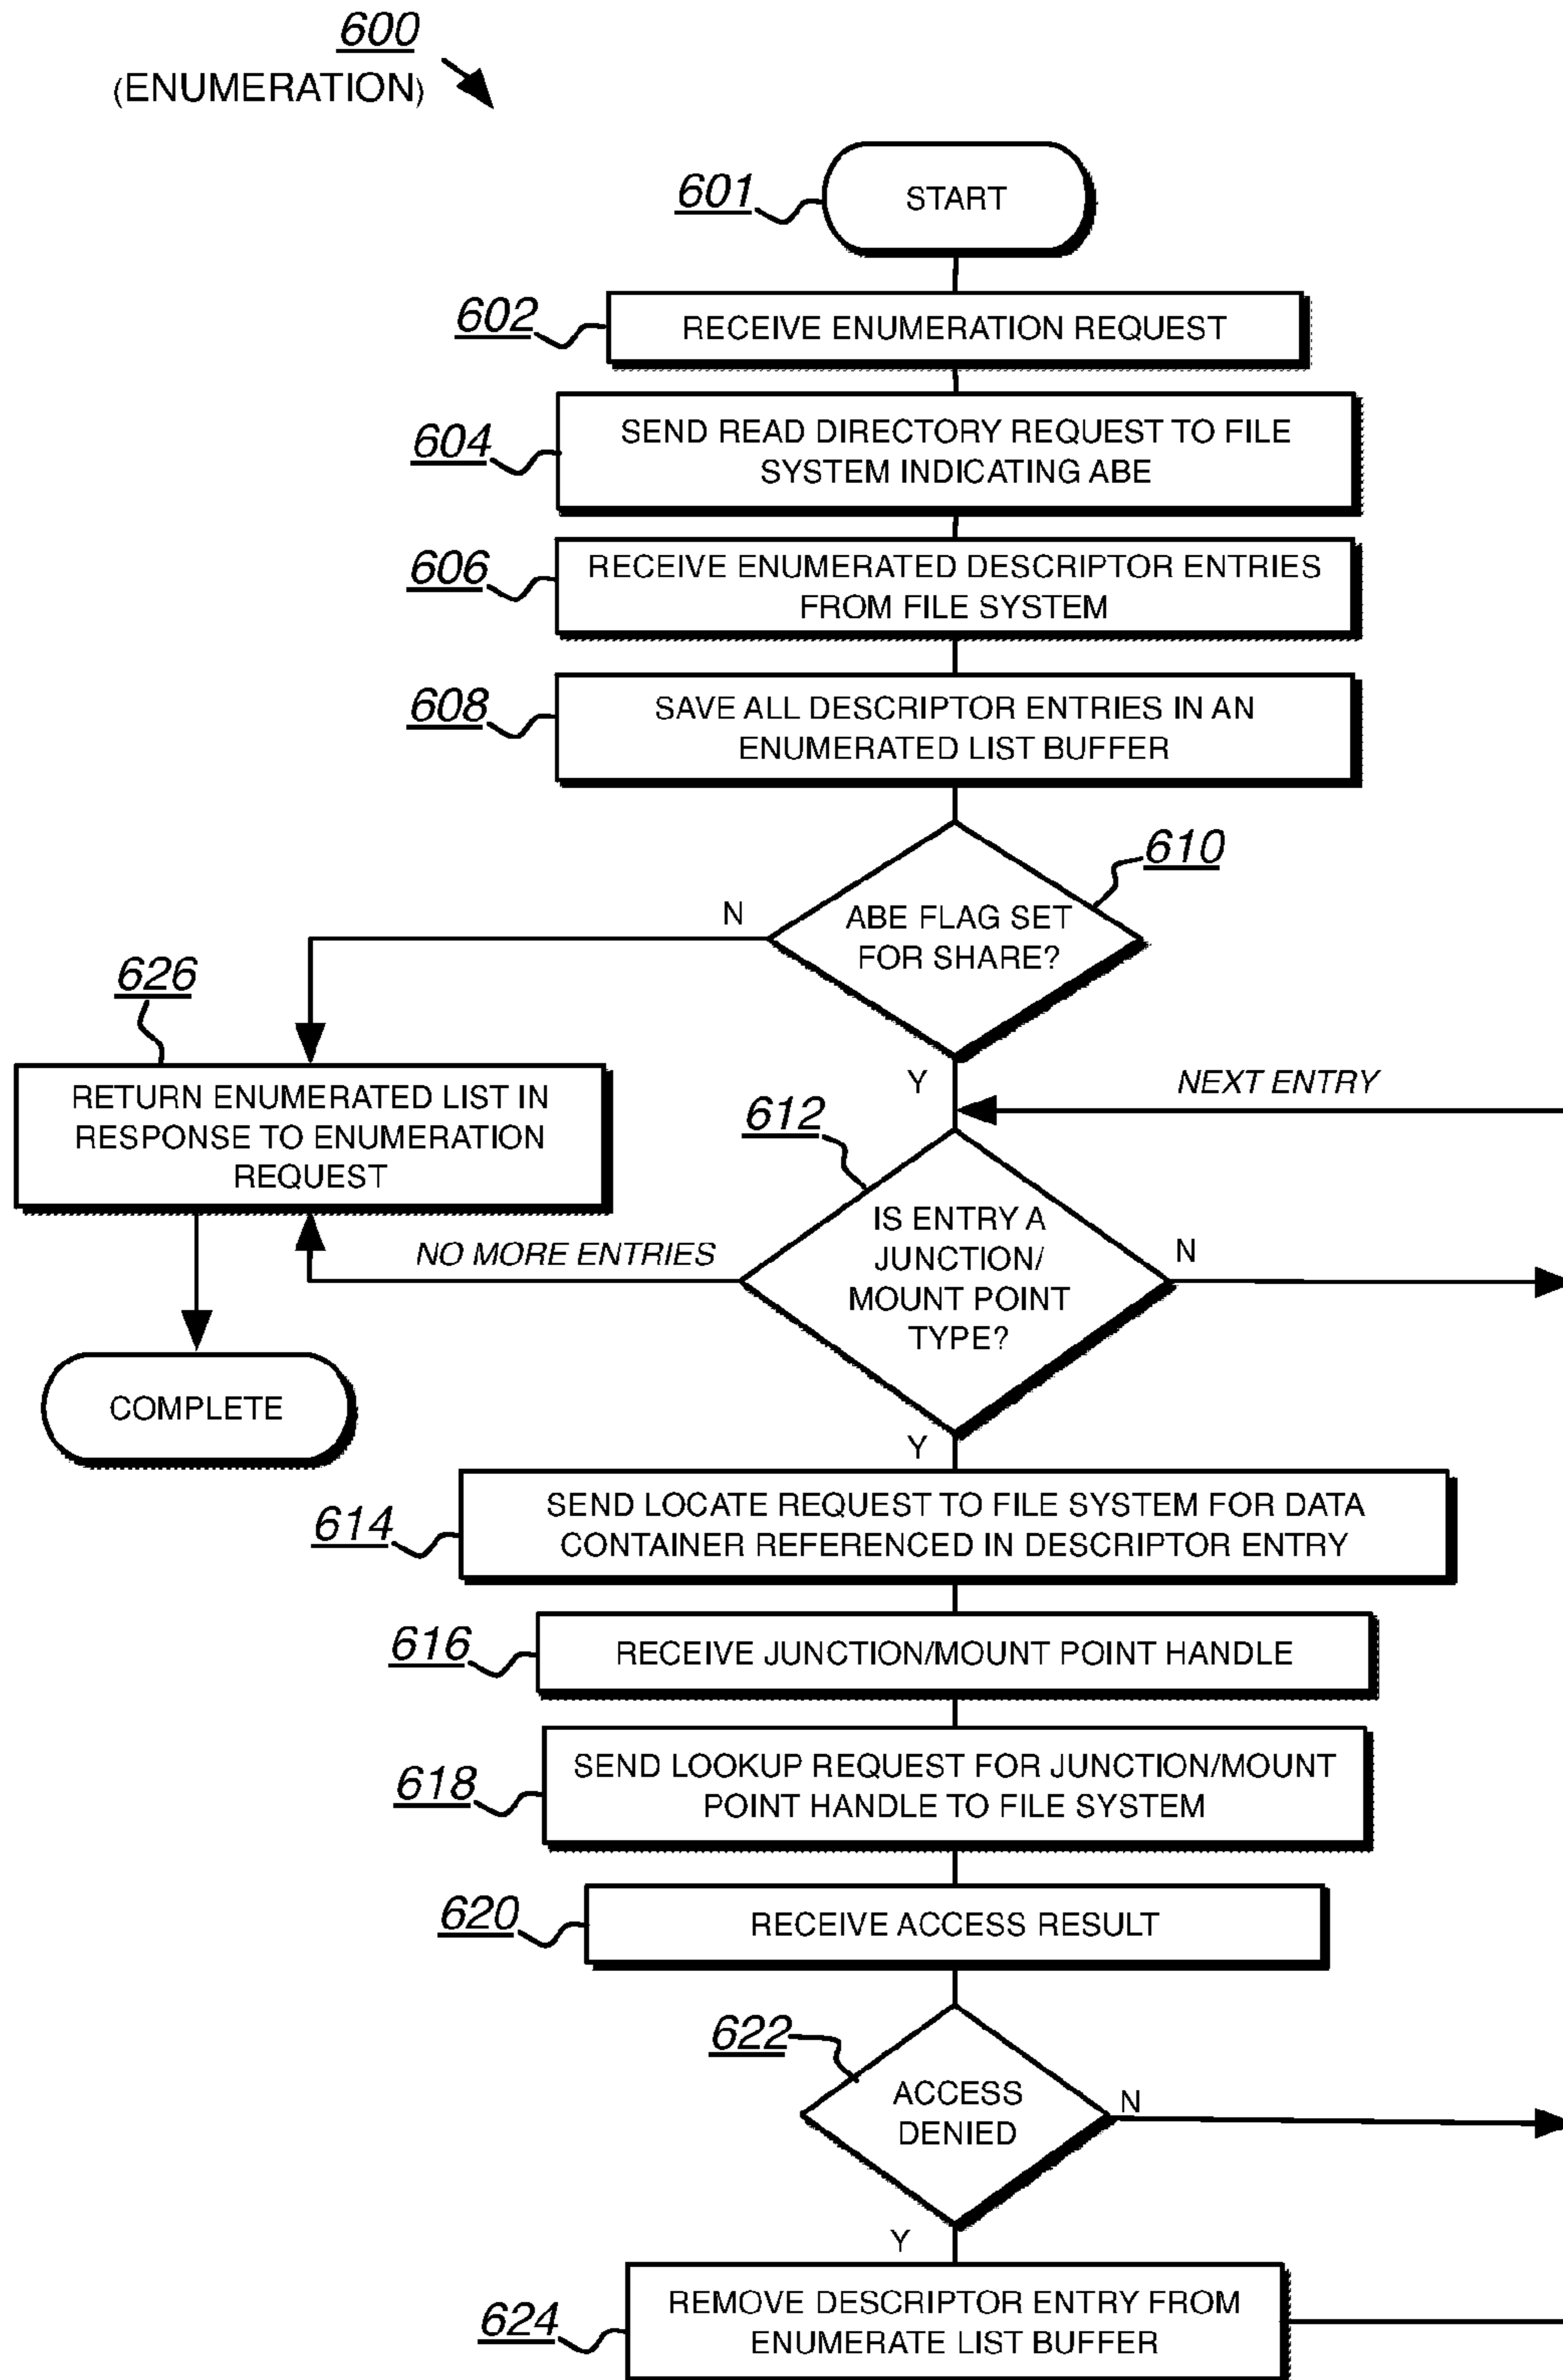 600
(ENUMERATION)
601
START
602
RECEIVE ENUMERATION REQUEST
604
SEND READ DIRECTORY REQUEST TO FILE
SYSTEM INDICATING ABE
606
RECEIVE ENUMERATED DESCRIPTOR ENTRIES
FROM FILE SYSTEM
608
SAVE ALL DESCRIPTOR ENTRIES IN AN
ENUMERATED LIST BUFFER
610
N
ABE FLAG SET
FOR SHARE?
626
RETURN ENUMERATED LIST IN
RESPONSE TO ENUMERATION
REQUEST
Y
NEXT ENTRY
612
IS ENTRY A
JUNCTION/
MOUNT POINT
TYPE?
NO MORE ENTRIES
N
COMPLETE
Y
614
SEND LOCATE REQUEST TO FILE SYSTEM FOR DATA
CONTAINER REFERENCED IN DESCRIPTOR ENTRY
616
RECEIVE JUNCTION/MOUNT POINT HANDLE
618
SEND LOOKUP REQUEST FOR JUNCTION/MOUNT
POINT HANDLE TO FILE SYSTEM
620
RECEIVE ACCESS RESULT
622
ACCESS
DENIED
N
Y
624
REMOVE DESCRIPTOR ENTRY FROM
ENUMERATE LIST BUFFER